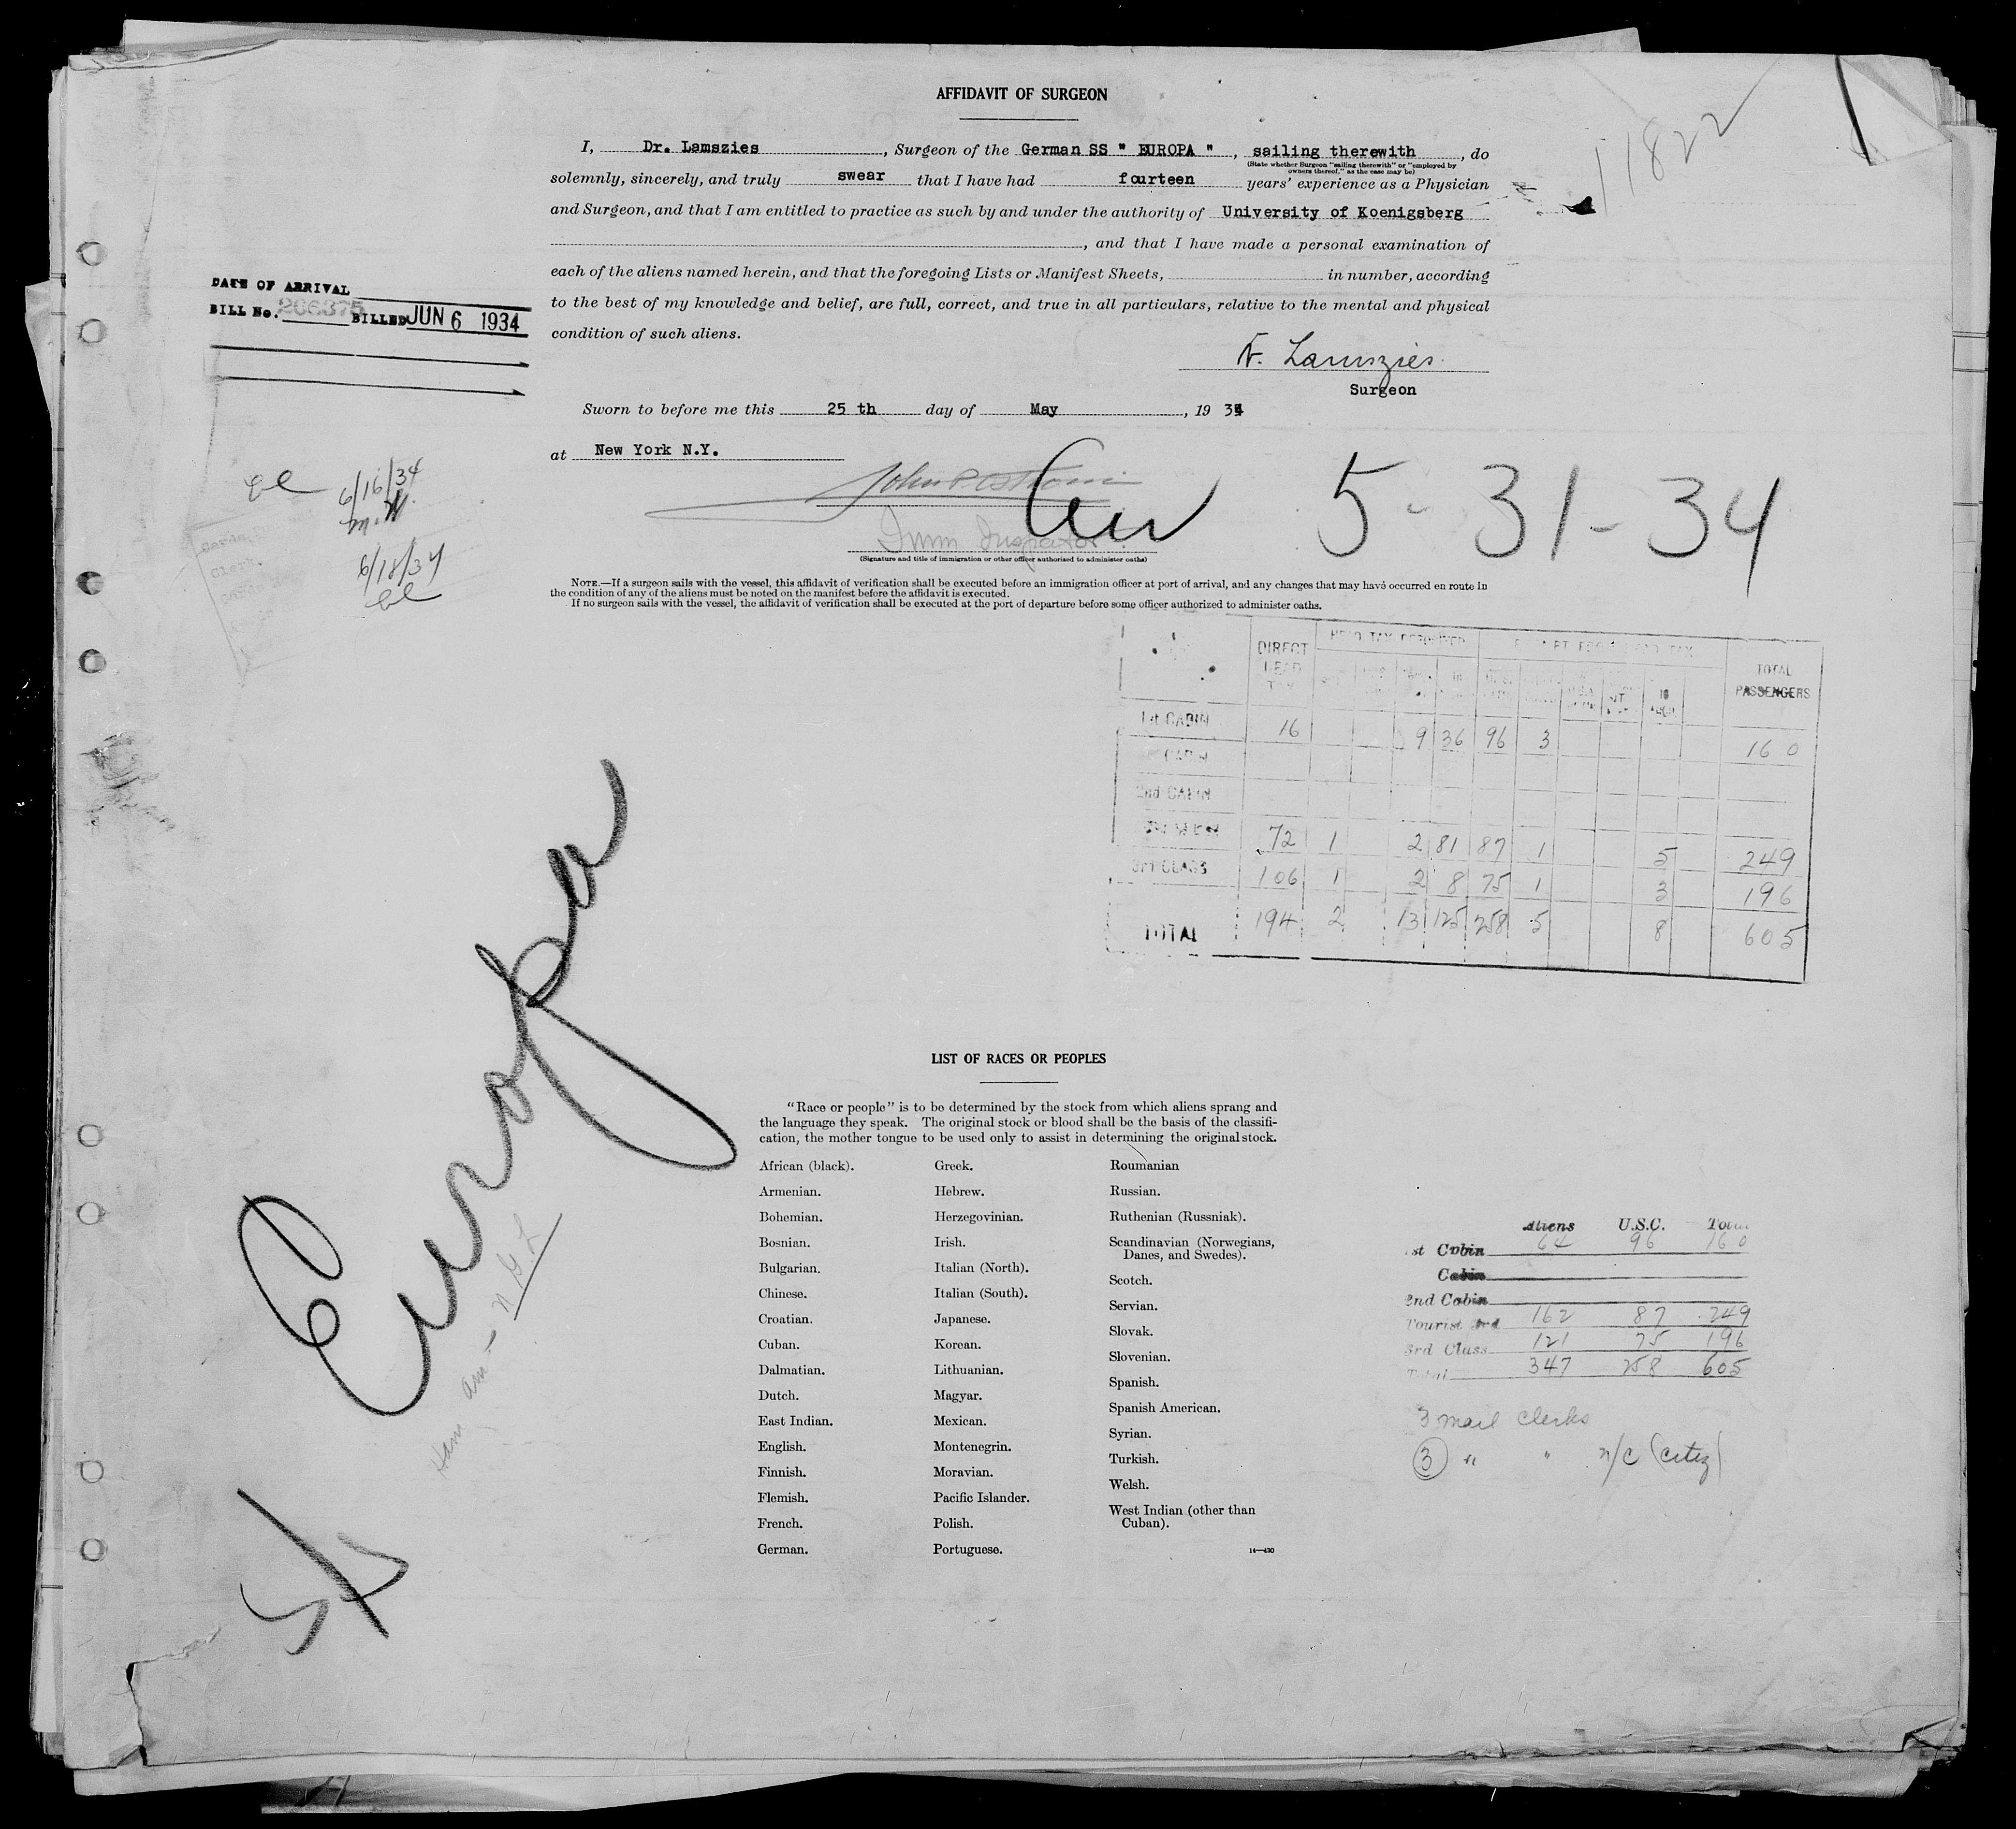 AFFIDAVIT OF SURGEON
11822
I, Dr. Lamszies, Surgeon of the German SS " EUROPA ", sailing therewith, do
(State whether Surgeon "sailing therewith" or "employed by
owners thereof," as the case may be)
solemnly, sincerely, and truly swear that I have had fourteen years' experience as a Physician
and Surgeon, and that I am entitled to practice as such by and under the authority of University of Koenigsberg
, and that I have made a personal examination of
each of the aliens named herein, and that the foregoing Lists or Manifest Sheets, in number, according
to the best of my knowledge and belief, are full, correct, and true in all particulars, relative to the mental and physical
condition of such aliens.
DATE OF ARRIVAL
BILL No. 266375 BILLED JUN 6 1934
Lamszies
Surgeon
Sworn to before me this 25 th day of May, 1934
at New York N.Y.
6/16/34
6/18/34
John P.
Imm Inspector
5-31-34
(Signature and title of immigration or other officer authorized to administer oaths)
NOTE.—If a surgeon sails with the vessel, this affidavit of verification shall be executed before an immigration officer at port of arrival, and any changes that may have occurred en route in
the condition of any of the aliens must be noted on the manifest before the affidavit is executed.
If no surgeon sails with the vessel, the affidavit of verification shall be executed at the port of departure before some officer authorized to administer oaths.
DIRECT HEAD TAX
HEAD TAX
HEAD TAX
TOTAL PASSENGERS
1st CABIN 16 9 36 96 3 160
CABIN
2nd CABIN
72 1 2 81 87 1 5 249
3rd CLASS 106 1 2 8 75 1 3 196
TOTAL 194 2 13 125 258 5 8 605
Europa
LIST OF RACES OR PEOPLES
"Race or people" is to be determined by the stock from which aliens sprang and
the language they speak. The original stock or blood shall be the basis of the classifi-
cation, the mother tongue to be used only to assist in determining the original stock.
African (black).
Armenian.
Bohemian.
Bosnian.
Bulgarian.
Chinese.
Croatian.
Cuban.
Dalmatian.
Dutch.
East Indian.
English.
Finnish.
Flemish.
French.
German.
Greek.
Hebrew.
Herzegovinian.
Irish.
Italian (North).
Italian (South).
Japanese.
Korean.
Lithuanian.
Magyar.
Mexican.
Montenegrin.
Moravian.
Pacific Islander.
Polish.
Portuguese.
Roumanian
Russian.
Ruthenian (Russniak).
Scandinavian (Norwegians,
Danes, and Swedes).
Scotch.
Servian.
Slovak.
Slovenian.
Spanish.
Spanish American.
Syrian.
Turkish.
Welsh.
West Indian (other than
Cuban).
14—430
Aliens U.S.C. Total
1st Cabin 64 96 160
Cabin
2nd Cabin
Tourist 3rd 162 87 249
3rd Class 121 75 196
Total 347 258 605
3 mail clerks
3 " " n/c (citz)